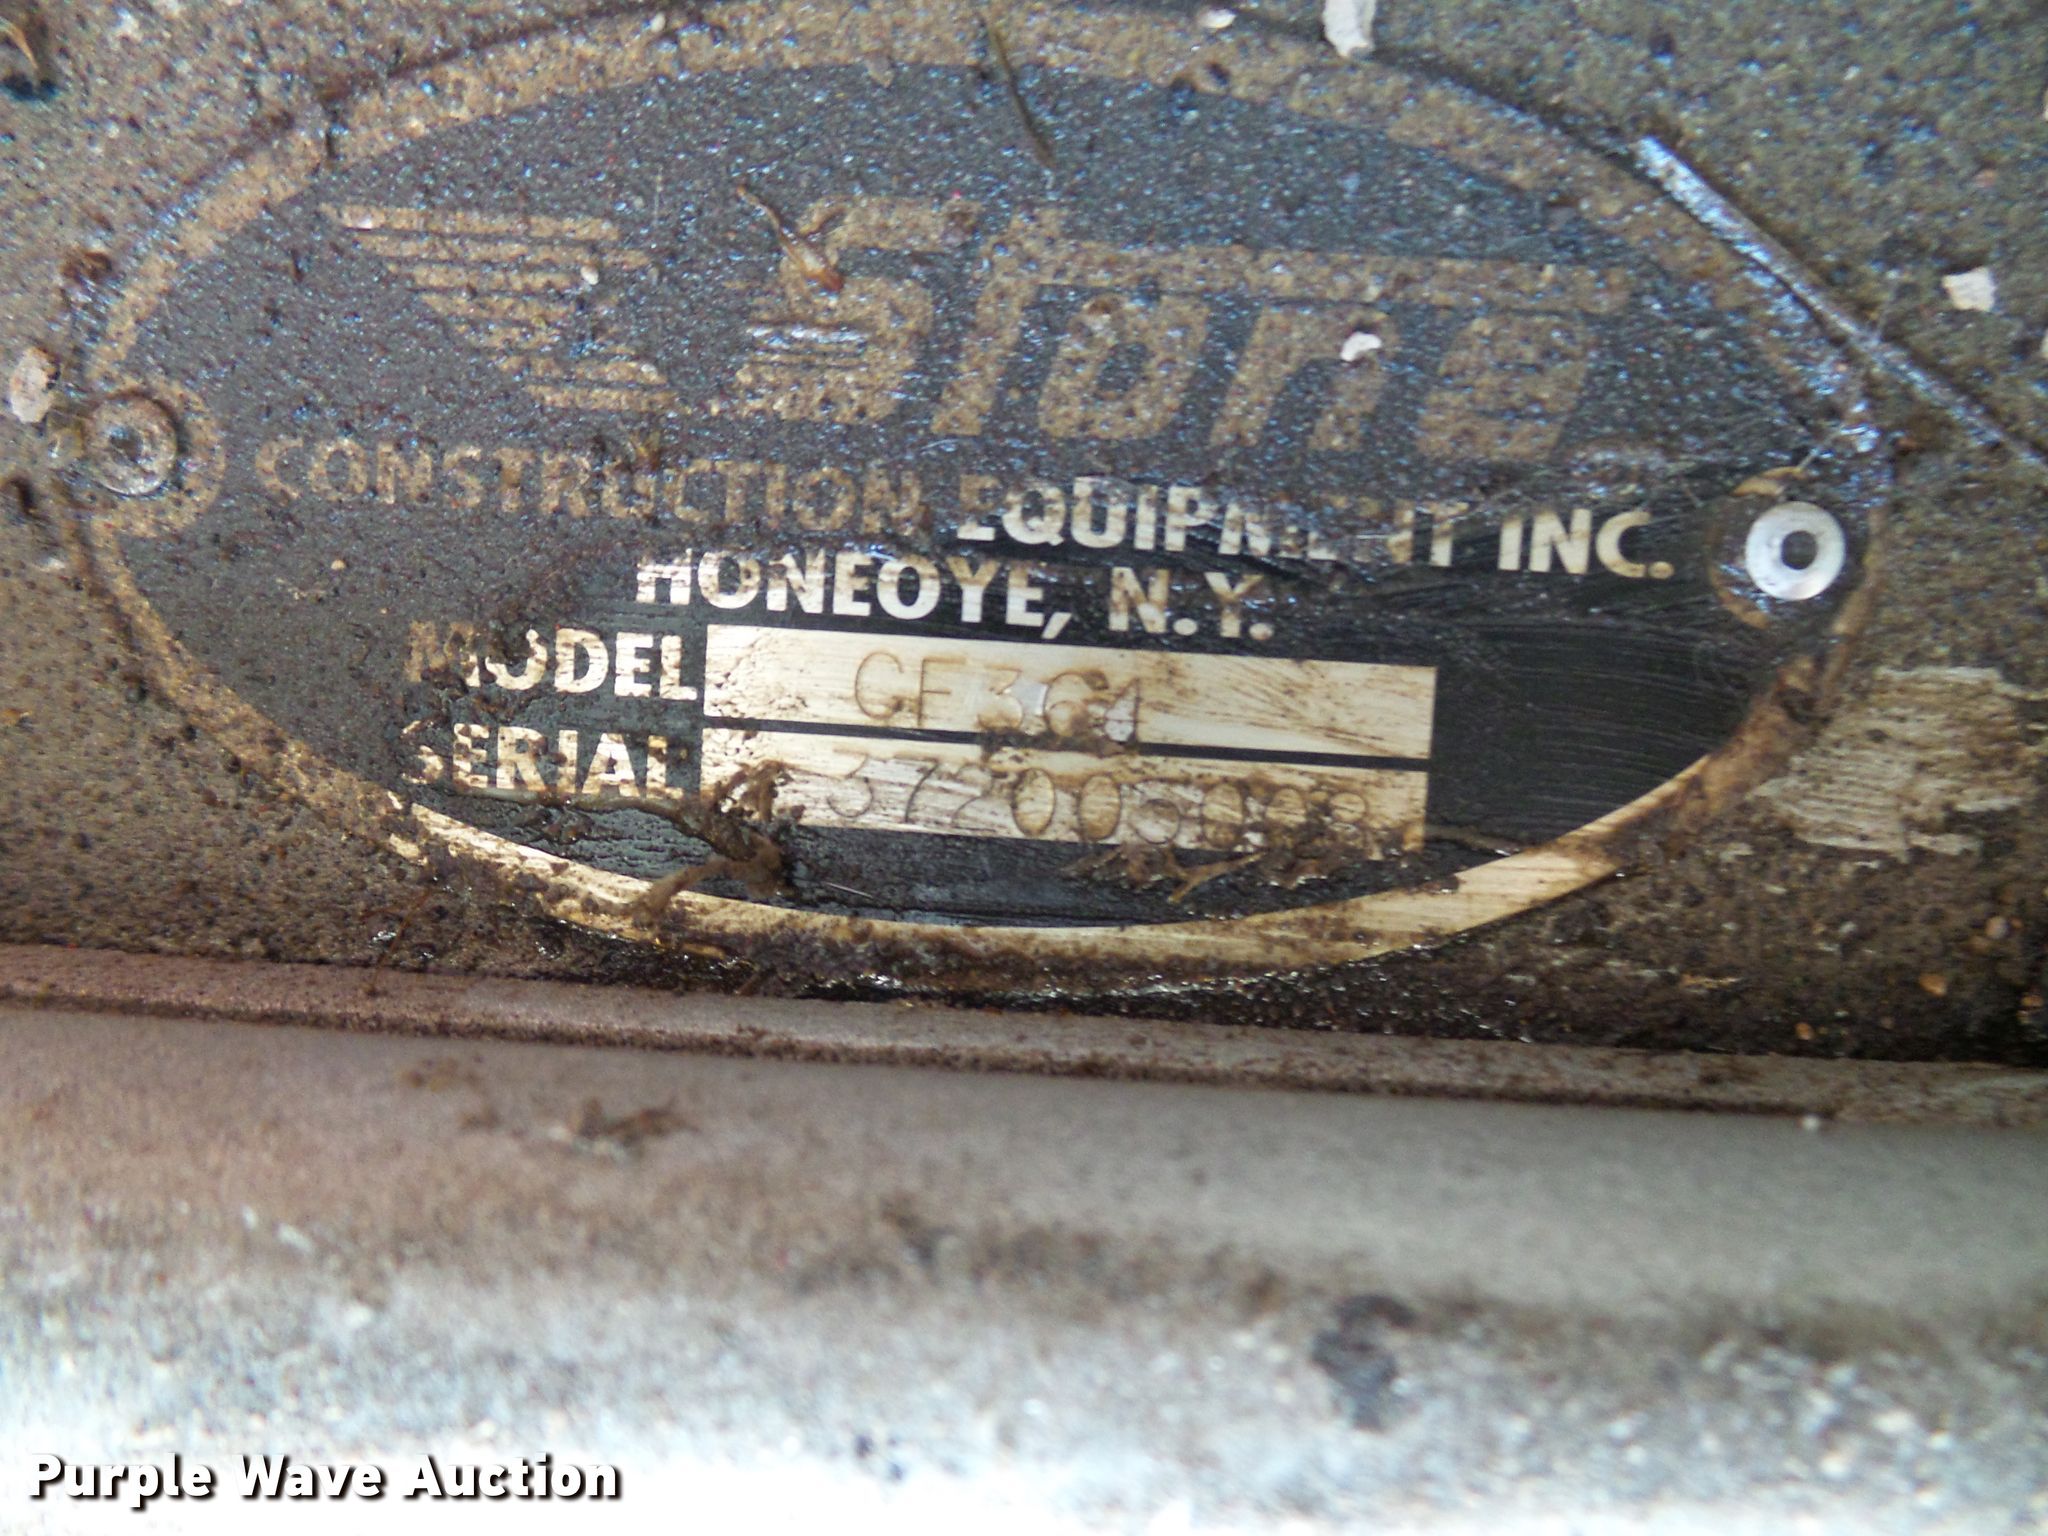 Stone
CONSTRUCTION EQUIPMENT INC.
HONEOYE, N.Y.
MODEL CF364
SERIAL
Purple Wave Auction